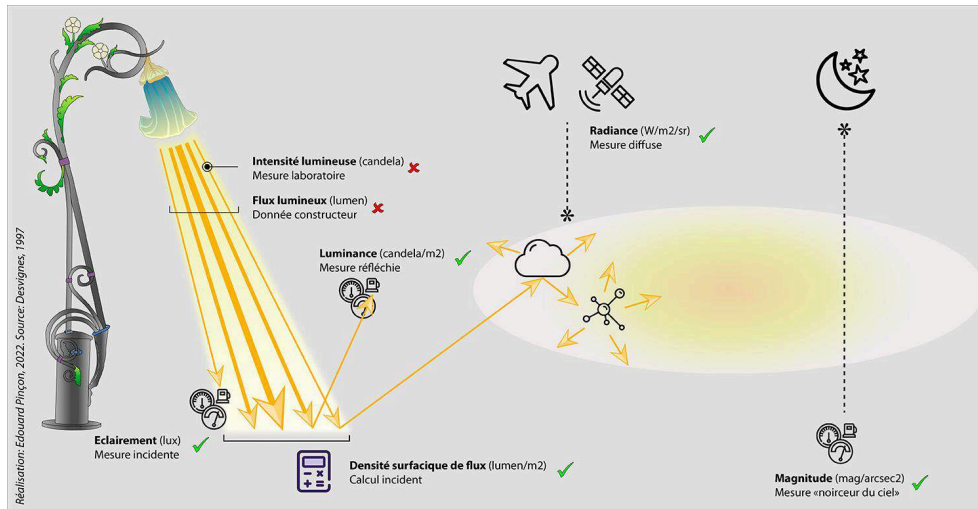 Intensité lumineuse (candela)
Mesure laboratoire
Flux lumineux (lumen)
Donnée constructeur
Luminance (candela/m2)
Mesure réfléchie
Radiance (W/m2/sr)
Mesure diffuse
Eclairement (lux)
Mesure incidente
Densité surfacique de flux (lumen/m2)
Calcul incident
Magnitude (mag/arcsec2)
Mesure «noirceur du ciel»
Réalisation: Edouard Pinçon, 2022. Source: Desvignes, 1997